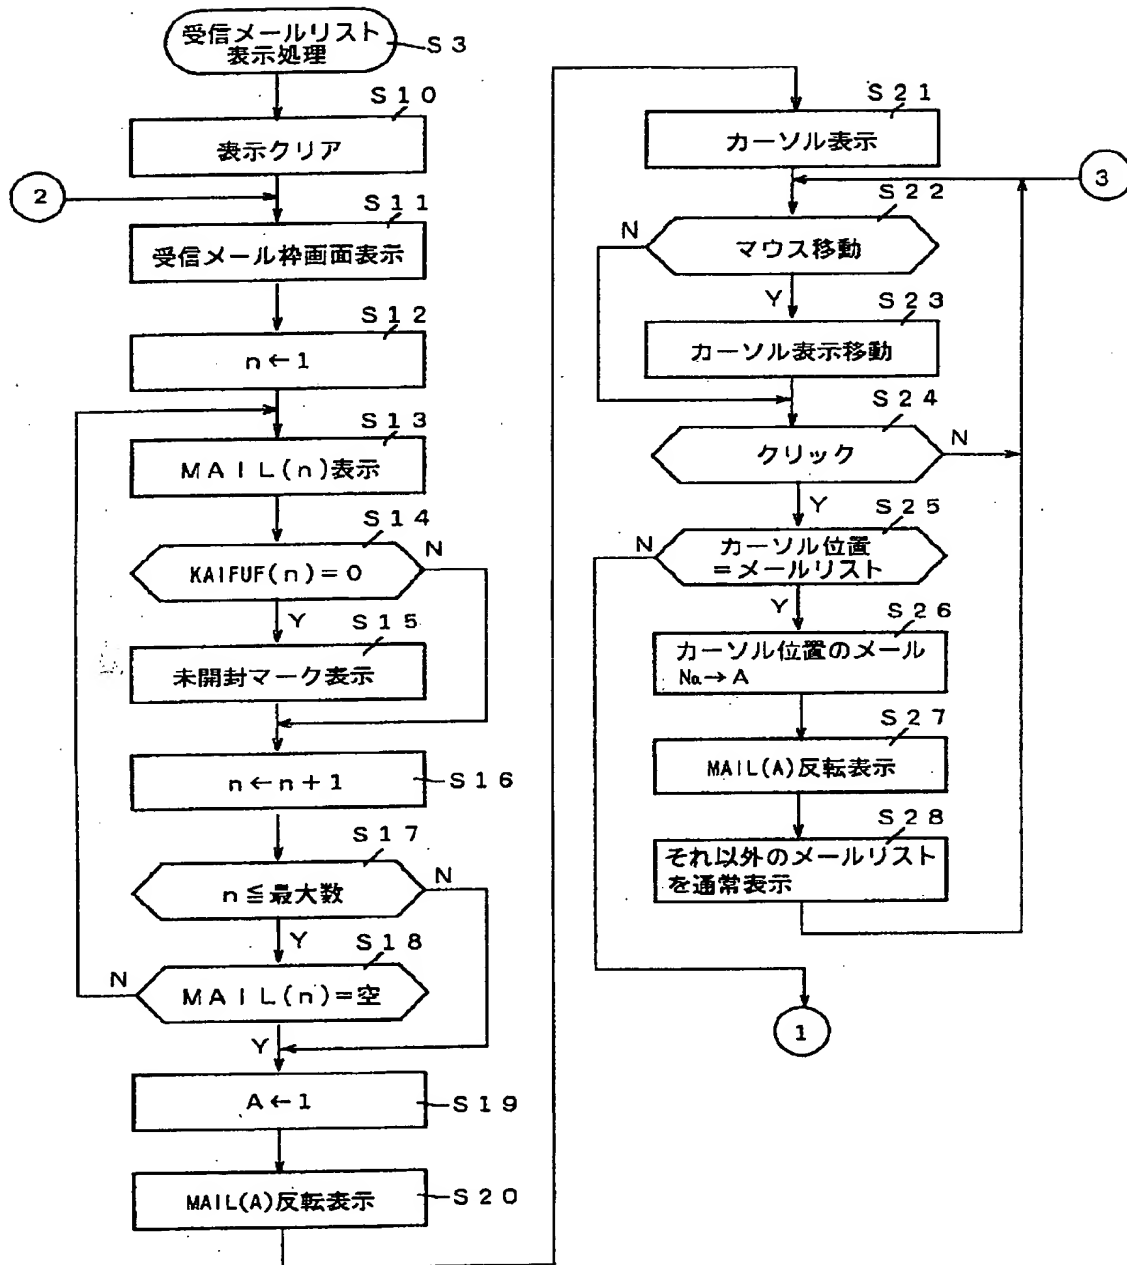 受信メールリスト
表示処理
S3
S10
表示クリア
2
S11
受信メール枠画面表示
S12
n←1
S13
MAIL(n)表示
S14
KAIFUF(n)=0
N
Y
S15
未開封マーク表示
n←n+1
S16
S17
n≦最大数
N
Y
S18
MAIL(n)=空
N
Y
A←1
S19
MAIL(A)反転表示
S20
S21
カーソル表示
3
S22
マウス移動
N
Y
S23
カーソル表示移動
S24
クリック
N
Y
S25
カーソル位置
=メールリスト
N
Y
S26
カーソル位置のメール
No→A
S27
MAIL(A)反転表示
S28
それ以外のメールリスト
を通常表示
1